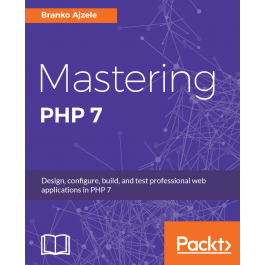 Branko Ajzele
Mastering
PHP 7
Design, configure, build, and test professional web
applications in PHP 7
Packt>